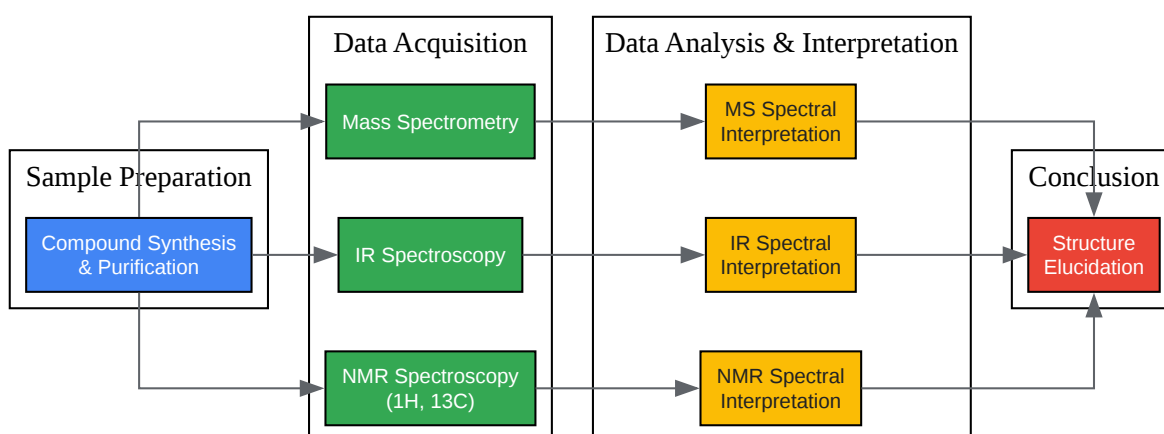 Sample Preparation
Compound Synthesis
& Purification
Data Acquisition
Mass Spectrometry
IR Spectroscopy
NMR Spectroscopy
(1H, 13C)
Data Analysis & Interpretation
MS Spectral
Interpretation
IR Spectral
Interpretation
NMR Spectral
Interpretation
Conclusion
Structure
Elucidation